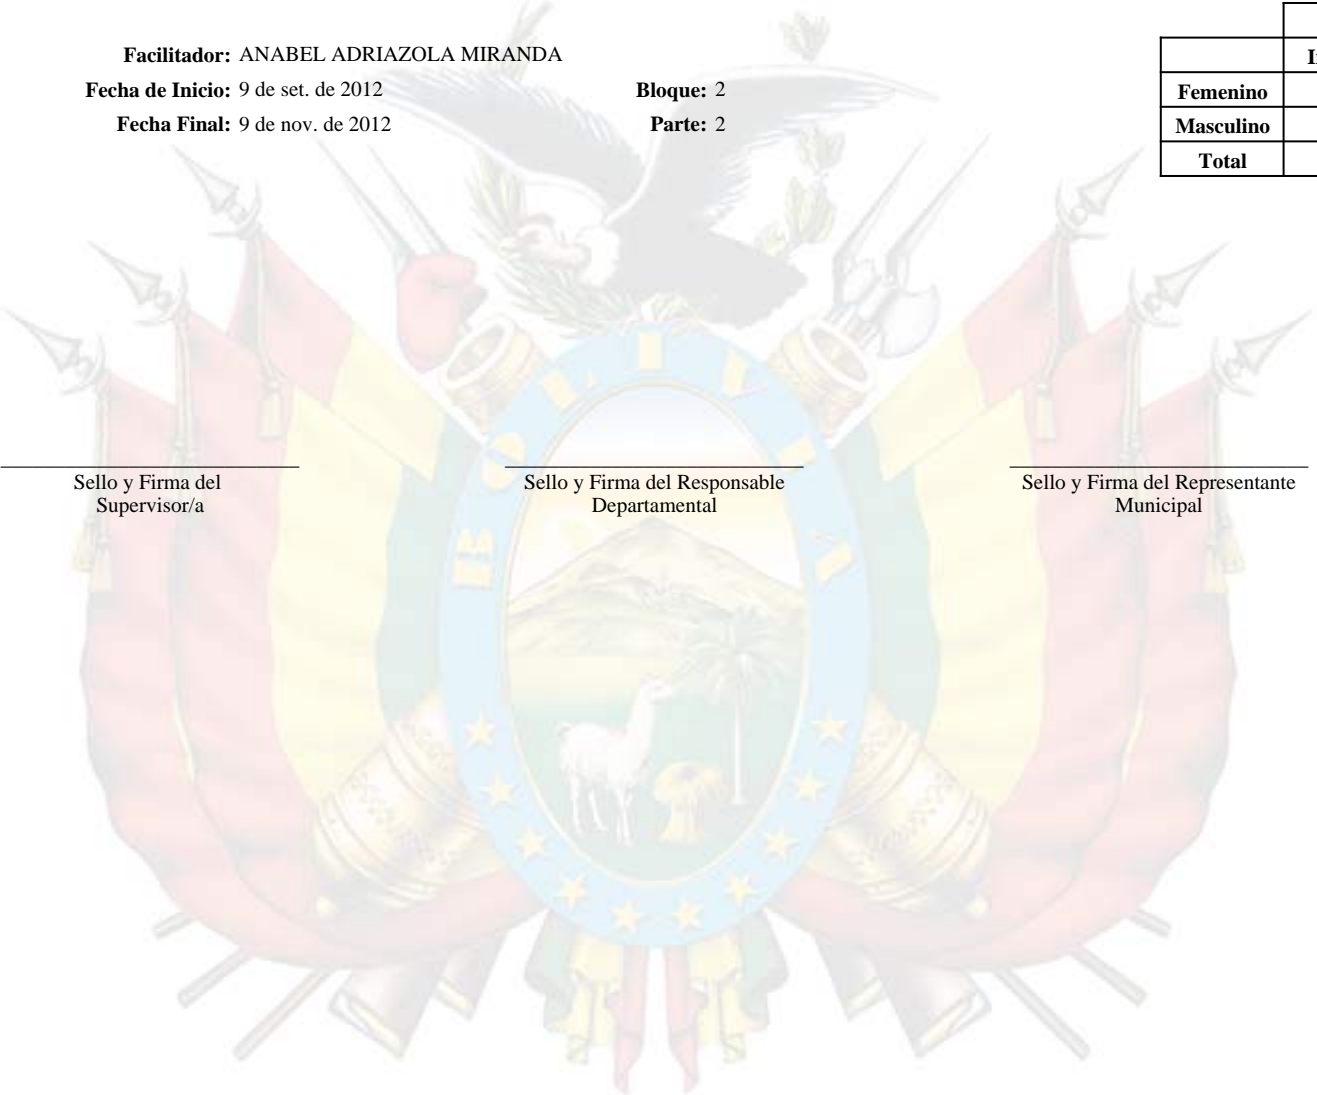 Facilitador: ANABEL ADRIAZOLA MIRANDA
Fecha de Inicio: 9 de set. de 2012 Bloque: 2
Fecha Final: 9 de nov. de 2012 Parte: 2
Femenino
Masculino
Total
BOLIVIA
Sello y Firma del
Supervisor/a
Sello y Firma del Responsable
Departamental
Sello y Firma del Representante
Municipal